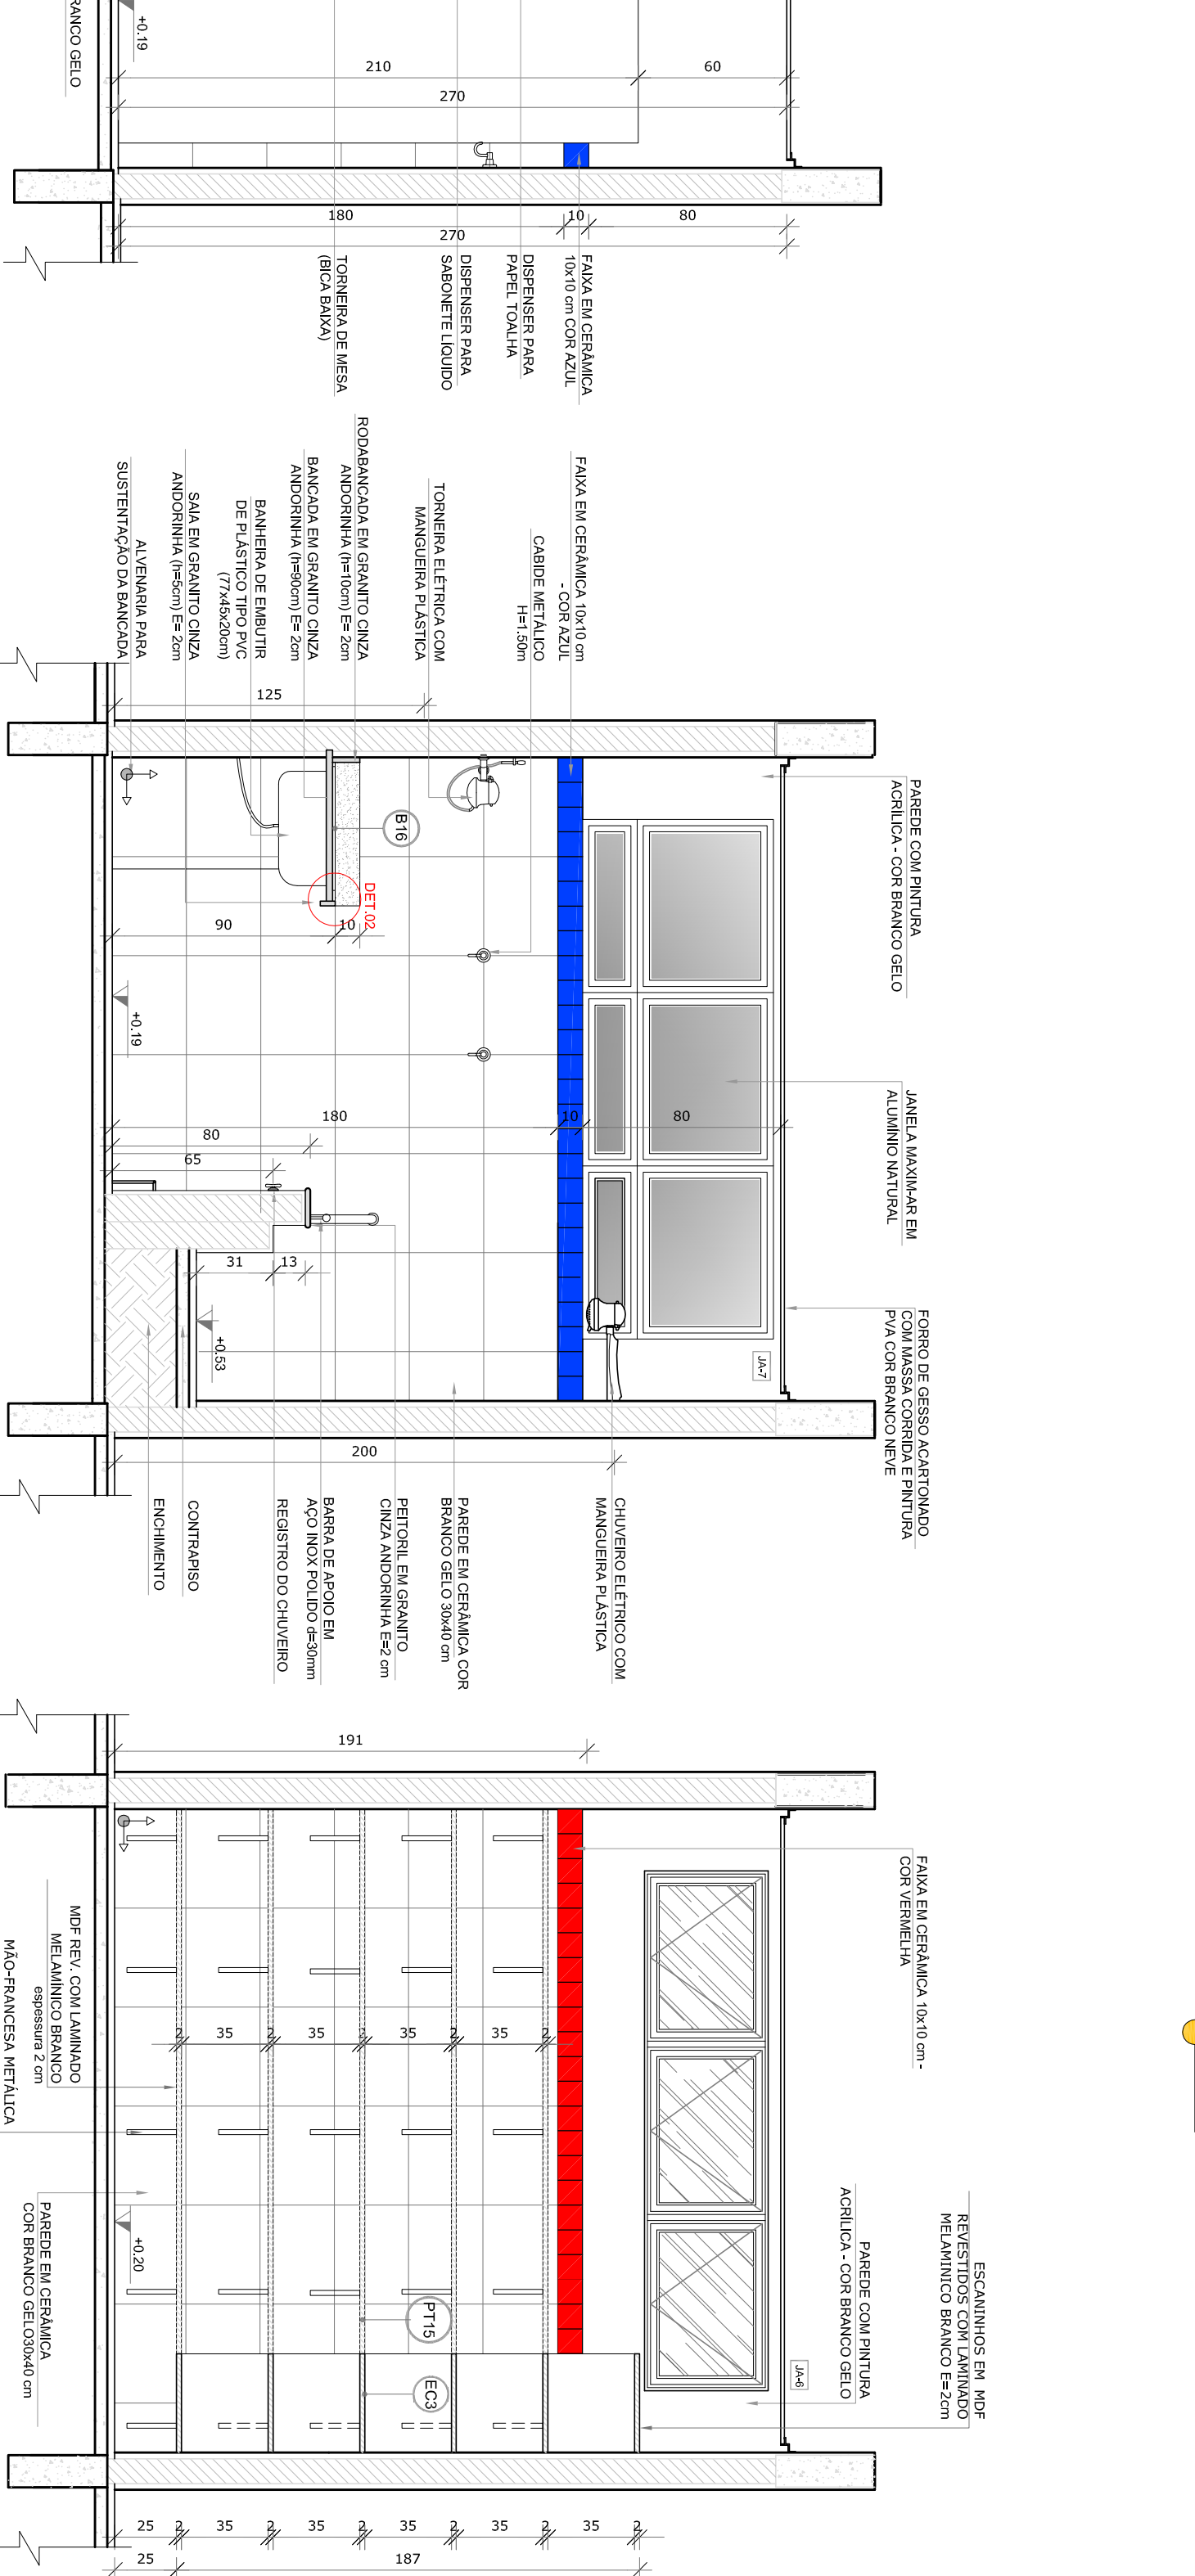 RANCO GELO
+0.19
210
60
270
180
10
80
270
FAIXA EM CERÂMICA
10x10 cm COR AZUL
DISPENSER PARA
PAPEL TOALHA
DISPENSER PARA
SABONETE LÍQUIDO
TORNEIRA DE MESA
(BICA BAIXA)
FAIXA EM CERÂMICA 10x10 cm
- COR AZUL
CABIDE METÁLICO
H=1.50m
TORNEIRA ELÉTRICA COM
MANGUEIRA PLÁSTICA
RODABANCADA EM GRANITO CINZA
ANDORINHA (h=10cm) E= 2cm
BANCADA EM GRANITO CINZA
ANDORINHA (h=90cm) E= 2cm
BANHEIRA DE EMBUTIR
DE PLÁSTICO TIPO PVC
(77x45x20cm)
SAIA EM GRANITO CINZA
ANDORINHA (h=5cm) E= 2cm
ALVENARIA PARA
SUSTENTAÇÃO DA BANCADA
125
PAREDE COM PINTURA
ACRÍLICA - COR BRANCO GELO
B16
DET.02
90
10
+0.19
JANELA MAXIM-AR EM
ALUMÍNIO NATURAL
180
10
80
80
65
31
13
+0.53
JA-7
FORRO DE GESSO ACARTONADO
COM MASSA CORRIDA E PINTURA
PVA COR BRANCO NEVE
200
CHUVEIRO ELÉTRICO COM
MANGUEIRA PLÁSTICA
PAREDE EM CERÂMICA COR
BRANCO GELO 30x40 cm
PEITORIL EM GRANITO
CINZA ANDORINHA E=2 cm
BARRA DE APOIO EM
AÇO INOX POLIDO d=30mm
REGISTRO DO CHUVEIRO
CONTRAPISO
ENCHIMENTO
191
FAIXA EM CERÂMICA 10x10 cm -
COR VERMELHA
MDF REV. COM LAMINADO
MELAMÍNICO BRANCO
espessura 2 cm
MÃO-FRANCESA METÁLICA
2
35
2
35
2
35
2
35
2
PAREDE EM CERÂMICA
COR BRANCO GELO30x40 cm
+0.20
PT15
EC3
PAREDE COM PINTURA
ACRÍLICA - COR BRANCO GELO
ESCANINHOS EM MDF
REVESTIDOS COM LAMINADO
MELAMINICO BRANCO E=2cm
JA-6
25
2
35
2
35
2
35
2
35
2
35
2
25
187